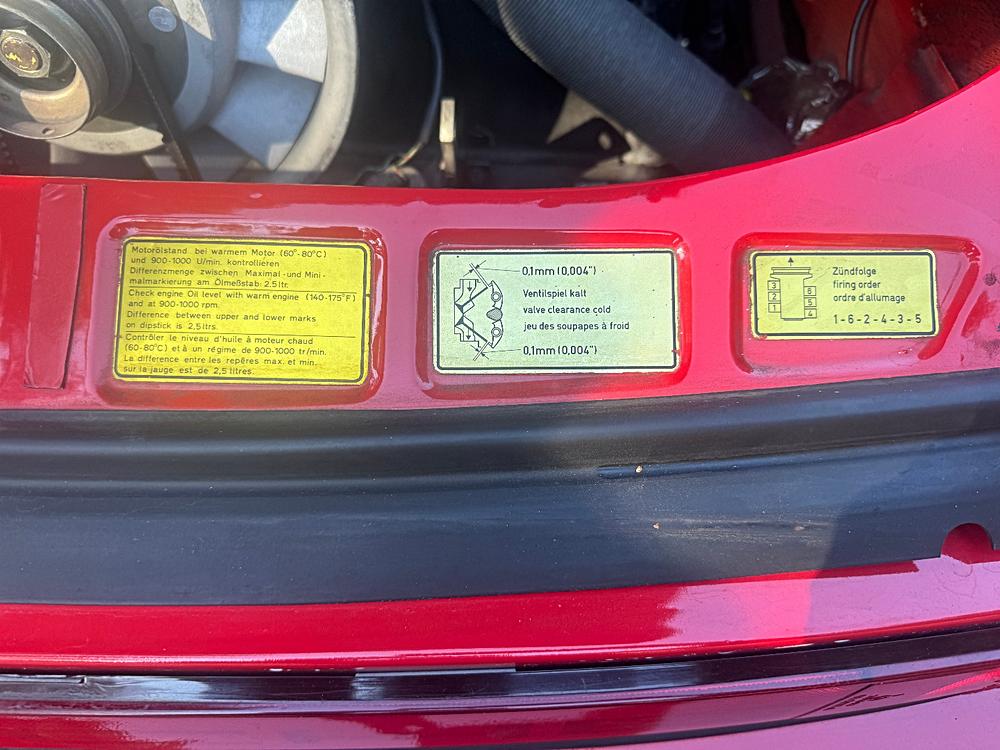 Motorölstand bei warmem Motor (60°-80°C)
und 900-1000 U/min. kontrollieren
Differenzmenge zwischen Maximal-und Mini-
malmarkierung am Ölmeßstab: 2.5 ltr.
Check engine Oil level with warm engine (140-175°F)
and at 900-1000 rpm.
Difference between upper and lower marks
on dipstick is 2,5 ltrs.
Contrôler le niveau d'huile à moteur chaud
(60-80°C) et à un régime de 900-1000 tr/min.
La différence entre les repères max. et min.
sur la jauge est de 2,5 litres.
0,1mm (0,004")
Ventilspiel kalt
valve clearance cold
jeu des soupapes à froid
0,1mm (0,004")
3
2
1
6
5
4
Zündfolge
firing order
ordre d'allumage
1-6-2-4-3-5